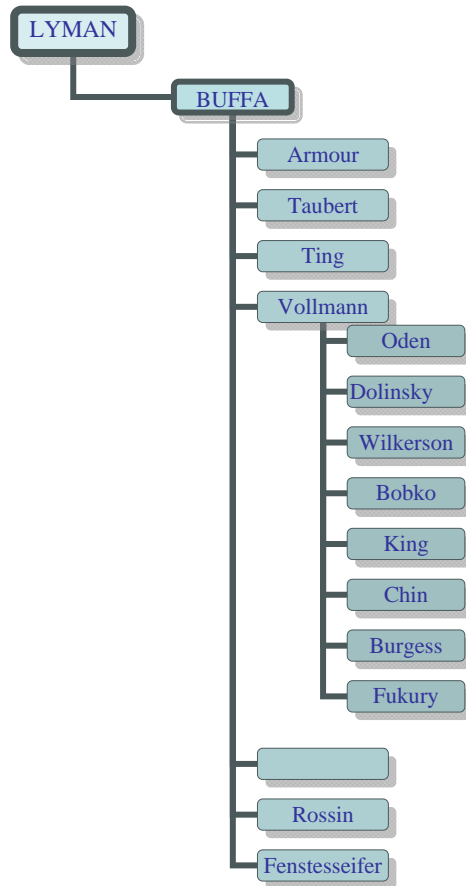 LYMAN
BUFFA
Armour
Taubert
Ting
Vollmann
Oden
Dolinsky
Wilkerson
Bobko
King
Chin
Burgess
Fukury
Rossin
Fenstesseifer